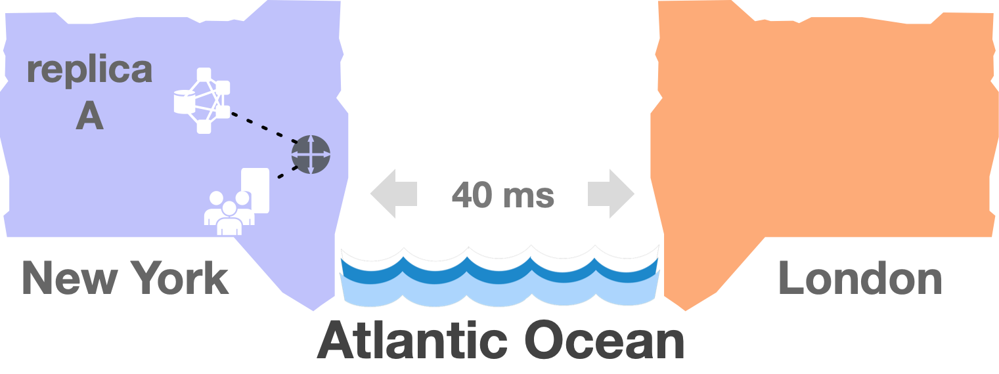 replica
A
40 ms
New York
London
Atlantic Ocean